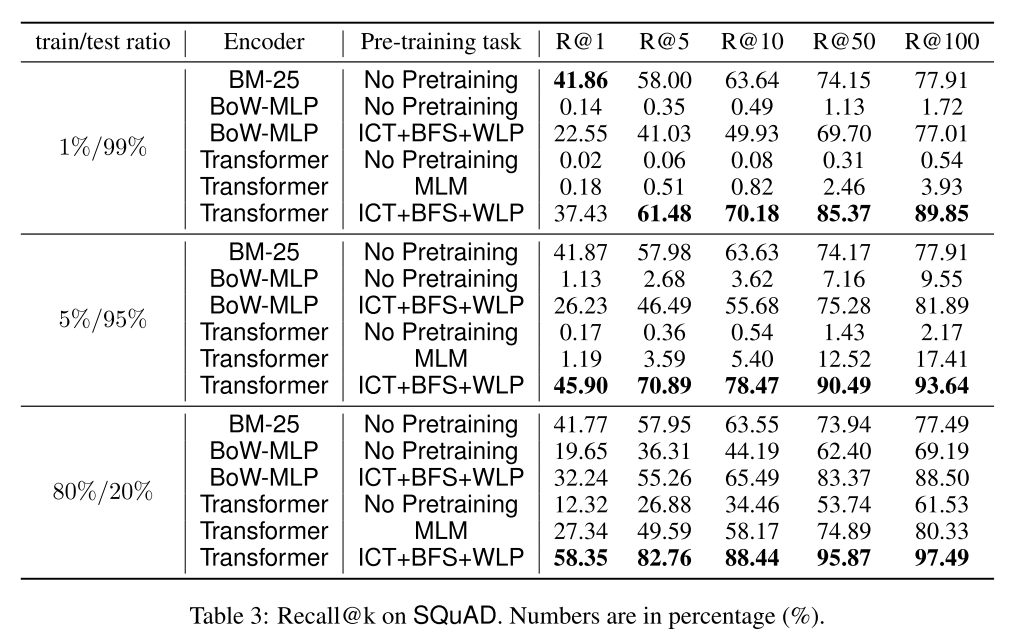 train/test ratio Encoder Pre-training task R@1 R@5 R@10 R@50 R@100
BM-25 No Pretraining 41.86 58.00 63.64 74.15 77.91
BoW-MLP No Pretraining 0.14 0.35 0.49 1.13 1.72
BoW-MLP ICT+BFS+WLP 22.55 41.03 49.93 69.70 77.01
1%/99%
Transformer No Pretraining 0.02 0.06 0.08 0.31 0.54
Transformer MLM 0.18 0.51 0.82 2.46 3.93
Transformer ICT+BFS+WLP 37.43 61.48 70.18 85.37 89.85
BM-25 No Pretraining 41.87 57.98 63.63 74.17 77.91
BoW-MLP No Pretraining 1.13 2.68 3.62 7.16 9.55
BoW-MLP ICT+BFS+WLP 26.23 46.49 55.68 75.28 81.89
5%/95%
Transformer No Pretraining 0.17 0.36 0.54 1.43 2.17
Transformer MLM 1.19 3.59 5.40 12.52 17.41
Transformer ICT+BFS+WLP 45.90 70.89 78.47 90.49 93.64
BM-25 No Pretraining 41.77 57.95 63.55 73.94 77.49
BoW-MLP No Pretraining 19.65 36.31 44.19 62.40 69.19
BoW-MLP ICT+BFS+WLP 32.24 55.26 65.49 83.37 88.50
80%/20%
Transformer No Pretraining 12.32 26.88 34.46 53.74 61.53
Transformer MLM 27.34 49.59 58.17 74.89 80.33
Transformer ICT+BFS+WLP 58.35 82.76 88.44 95.87 97.49
Table 3: Recall@k on SQuAD. Numbers are in percentage (%).